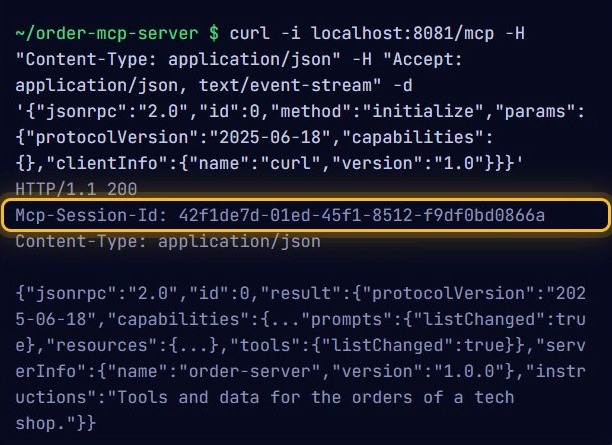 ~/order-mcp-server $ curl -i localhost:8081/mcp -H
"Content-Type: application/json" -H "Accept:
application/json, text/event-stream" -d
'{"jsonrpc":"2.0","id":0,"method":"initialize","params":
{"protocolVersion":"2025-06-18","capabilities":
{},"clientInfo":{"name":"curl","version":"1.0"}}}'
HTTP/1.1 200
Mcp-Session-Id: 42f1de7d-01ed-45f1-8512-f9df0bd0866a
Content-Type: application/json

{"jsonrpc":"2.0","id":0,"result":{"protocolVersion":"202
5-06-18","capabilities":{..."prompts":{"listChanged":tru
e},"resources":{...},"tools":{"listChanged":true}},"serv
erInfo":{"name":"order-server","version":"1.0.0"},"instr
uctions":"Tools and data for the orders of a tech
shop."}}